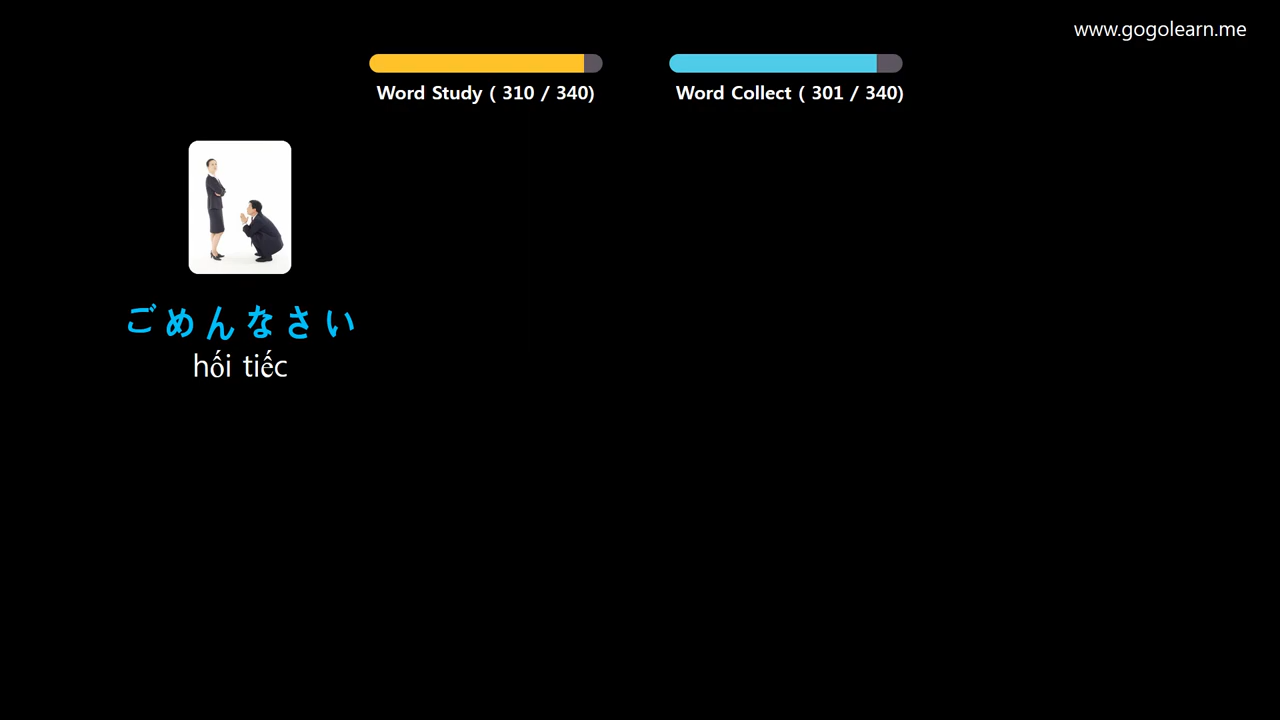 www.gogolearn.me
Word Study ( 310 / 340)
Word Collect ( 301 / 340)
ごめんなさい
hối tiếc